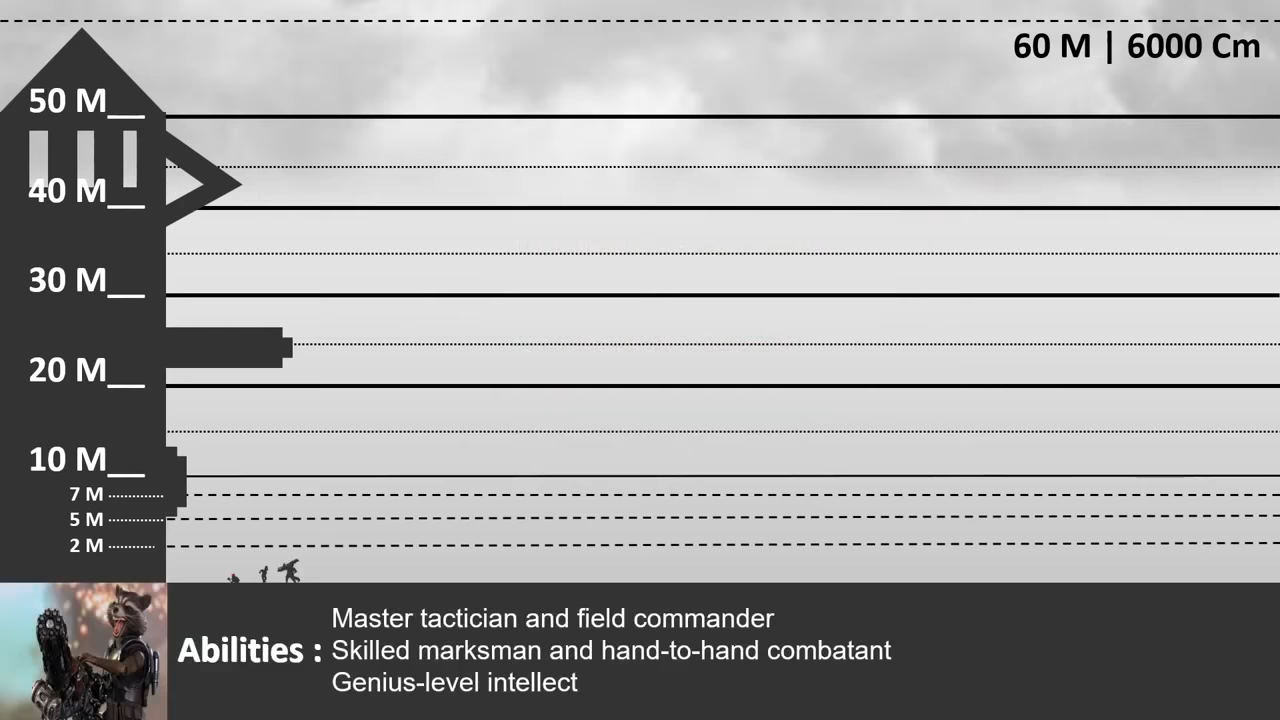 60 M | 6000 Cm
50 M__
40 M__
30 M__
20 M__
10 M__
7 M
5 M
2 M
Abilities :
Master tactician and field commander
Skilled marksman and hand-to-hand combatant
Genius-level intellect